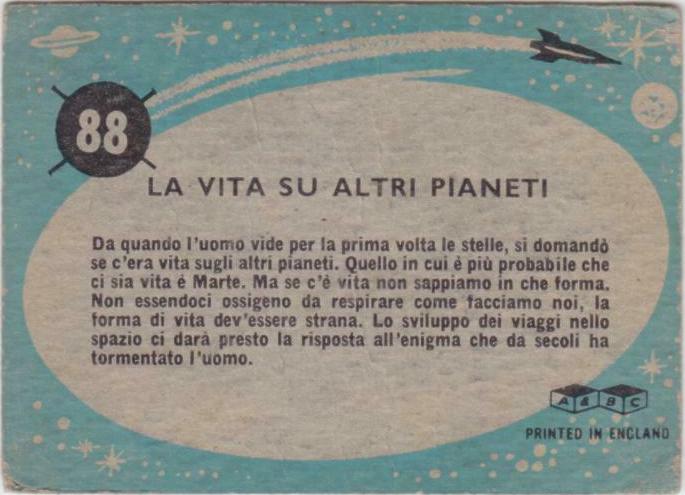 88
LA VITA SU ALTRI PIANETI
Da quando l'uomo vide per la prima volta le stelle, si domandò
se c'era vita sugli altri pianeti. Quello in cui è più probabile che
ci sia vita è Marte. Ma se c'è vita non sappiamo in che forma.
Non essendoci ossigeno da respirare come facciamo noi, la
forma di vita dev'essere strana. Lo sviluppo dei viaggi nello
spazio ci darà presto la risposta all'enigma che da secoli ha
tormentato l'uomo.
A & B C
PRINTED IN ENGLAND